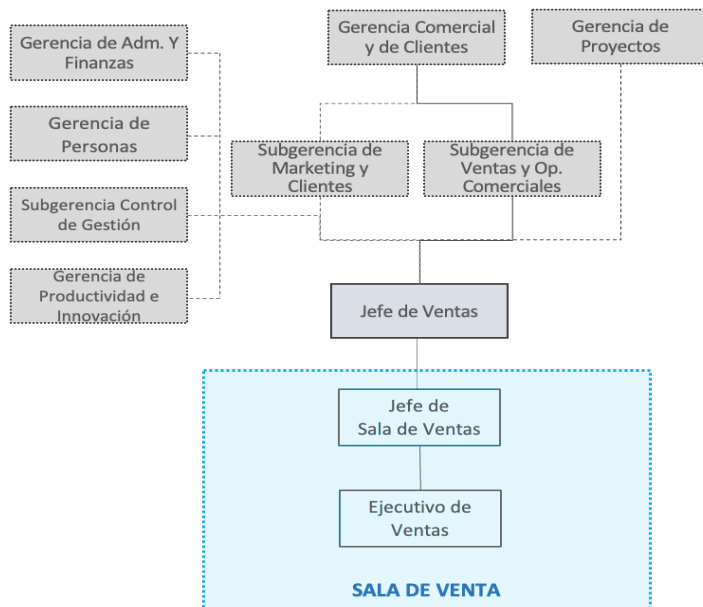 Gerencia de Adm. Y
Finanzas
Gerencia Comercial
y de Clientes
Gerencia de
Proyectos
Gerencia de
Personas
Subgerencia de
Marketing y
Clientes
Subgerencia de
Ventas y Op.
Comerciales
Subgerencia Control
de Gestión
Gerencia de
Productividad e
Innovación
Jefe de Ventas
Jefe de
Sala de Ventas
Ejecutivo de
Ventas
SALA DE VENTA